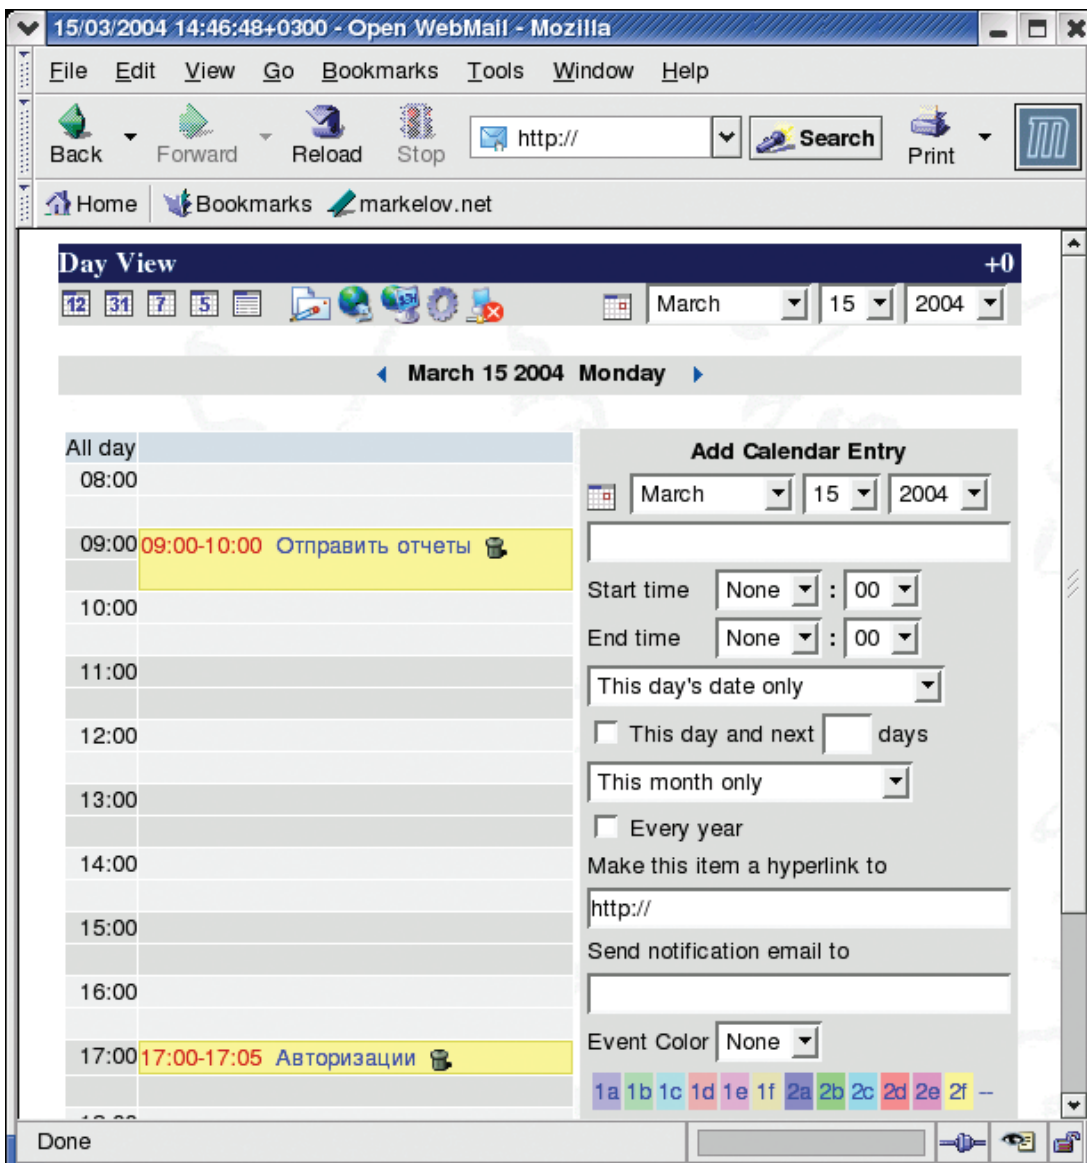 15/03/2004 14:46:48+0300 - Open WebMail - Mozilla
File Edit View Go Bookmarks Tools Window Help
Back Forward Reload Stop http:// Search Print
Home Bookmarks markelov.net
Day View +0
12 31 7 5 March 15 2004
March 15 2004 Monday
All day
08:00
09:00 09:00-10:00 Отправить отчеты
10:00
11:00
12:00
13:00
14:00
15:00
16:00
17:00 17:00-17:05 Авторизации
Add Calendar Entry
March 15 2004
Start time None : 00
End time None : 00
This day's date only
This day and next days
This month only
Every year
Make this item a hyperlink to
http://
Send notification email to
Event Color None
1a 1b 1c 1d 1e 1f 2a 2b 2c 2d 2e 2f --
Done